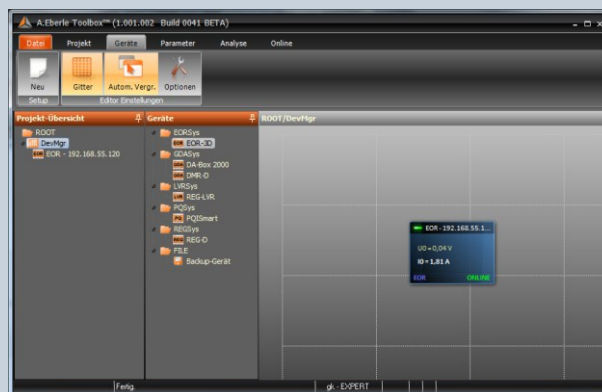 A.Eberle Toolbox™ (1.001.002 Build 0041 BETA)
Datei Projekt Geräte Parameter Analyse Online
Neu Gitter Autom. Vergr. Optionen
Setup Editor Einstellungen
Projekt-Übersicht
ROOT
DevMgr
EOR - 192.168.55.120
Geräte
EORSys
EOR EOR-3D
GDASys
DA-Box 2000
DMR-D
LVRSys
REG-LVR
PQSys
PQ PQISmart
REGSys
REG REG-D
FILE
Backup-Gerät
ROOT/DevMgr
EOR-192.168.55.1...
U0=0,04 V
I0=1,81 A
EOR ONLINE
Fertig. gk - EXPERT